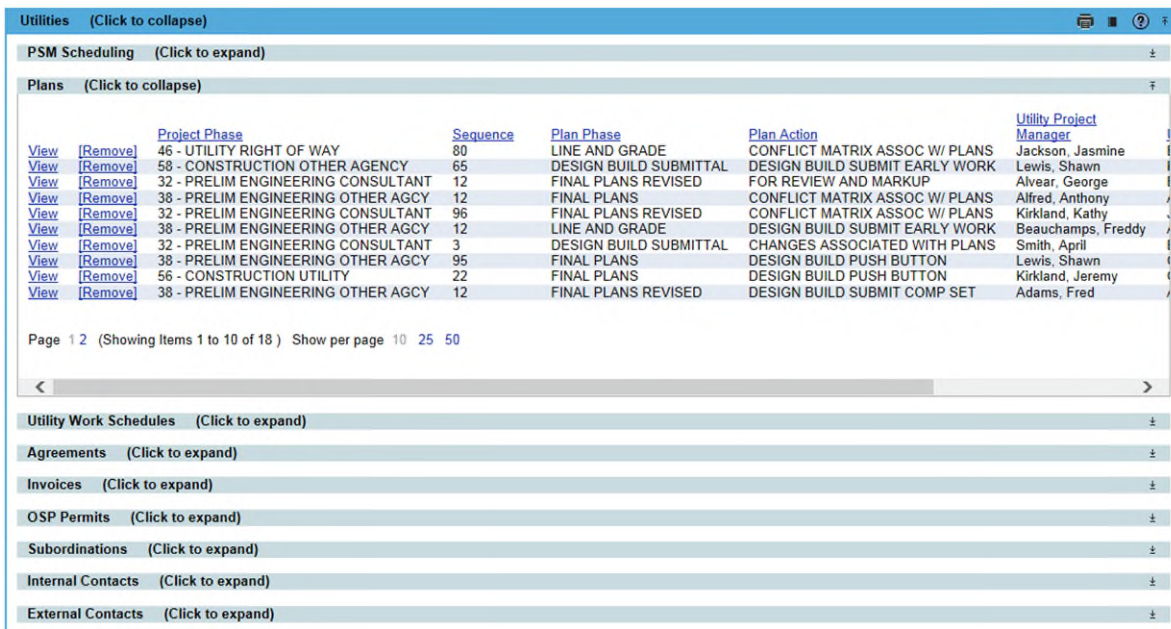 Utilities (Click to collapse)
PSM Scheduling (Click to expand)
Plans (Click to collapse)
Project Phase Sequence Plan Phase Plan Action Utility Project Manager
View [Remove] 46 - UTILITY RIGHT OF WAY 80 LINE AND GRADE CONFLICT MATRIX ASSOC W/ PLANS Jackson, Jasmine
View [Remove] 58 - CONSTRUCTION OTHER AGENCY 65 DESIGN BUILD SUBMITTAL DESIGN BUILD SUBMIT EARLY WORK Lewis, Shawn
View [Remove] 32 - PRELIM ENGINEERING CONSULTANT 12 FINAL PLANS REVISED FOR REVIEW AND MARKUP Alvear, George
View [Remove] 38 - PRELIM ENGINEERING OTHER AGCY 12 FINAL PLANS CONFLICT MATRIX ASSOC W/ PLANS Alfred, Anthony
View [Remove] 32 - PRELIM ENGINEERING CONSULTANT 96 FINAL PLANS REVISED CONFLICT MATRIX ASSOC W/ PLANS Kirkland, Kathy
View [Remove] 38 - PRELIM ENGINEERING OTHER AGCY 12 LINE AND GRADE DESIGN BUILD SUBMIT EARLY WORK Beauchamps, Freddy
View [Remove] 32 - PRELIM ENGINEERING CONSULTANT 3 DESIGN BUILD SUBMITTAL CHANGES ASSOCIATED WITH PLANS Smith, April
View [Remove] 38 - PRELIM ENGINEERING OTHER AGCY 95 FINAL PLANS DESIGN BUILD PUSH BUTTON Lewis, Shawn
View [Remove] 56 - CONSTRUCTION UTILITY 22 FINAL PLANS DESIGN BUILD PUSH BUTTON Kirkland, Jeremy
View [Remove] 38 - PRELIM ENGINEERING OTHER AGCY 12 FINAL PLANS REVISED DESIGN BUILD SUBMIT COMP SET Adams, Fred
Page 1 2 (Showing Items 1 to 10 of 18 ) Show per page 10 25 50
Utility Work Schedules (Click to expand)
Agreements (Click to expand)
Invoices (Click to expand)
OSP Permits (Click to expand)
Subordinations (Click to expand)
Internal Contacts (Click to expand)
External Contacts (Click to expand)